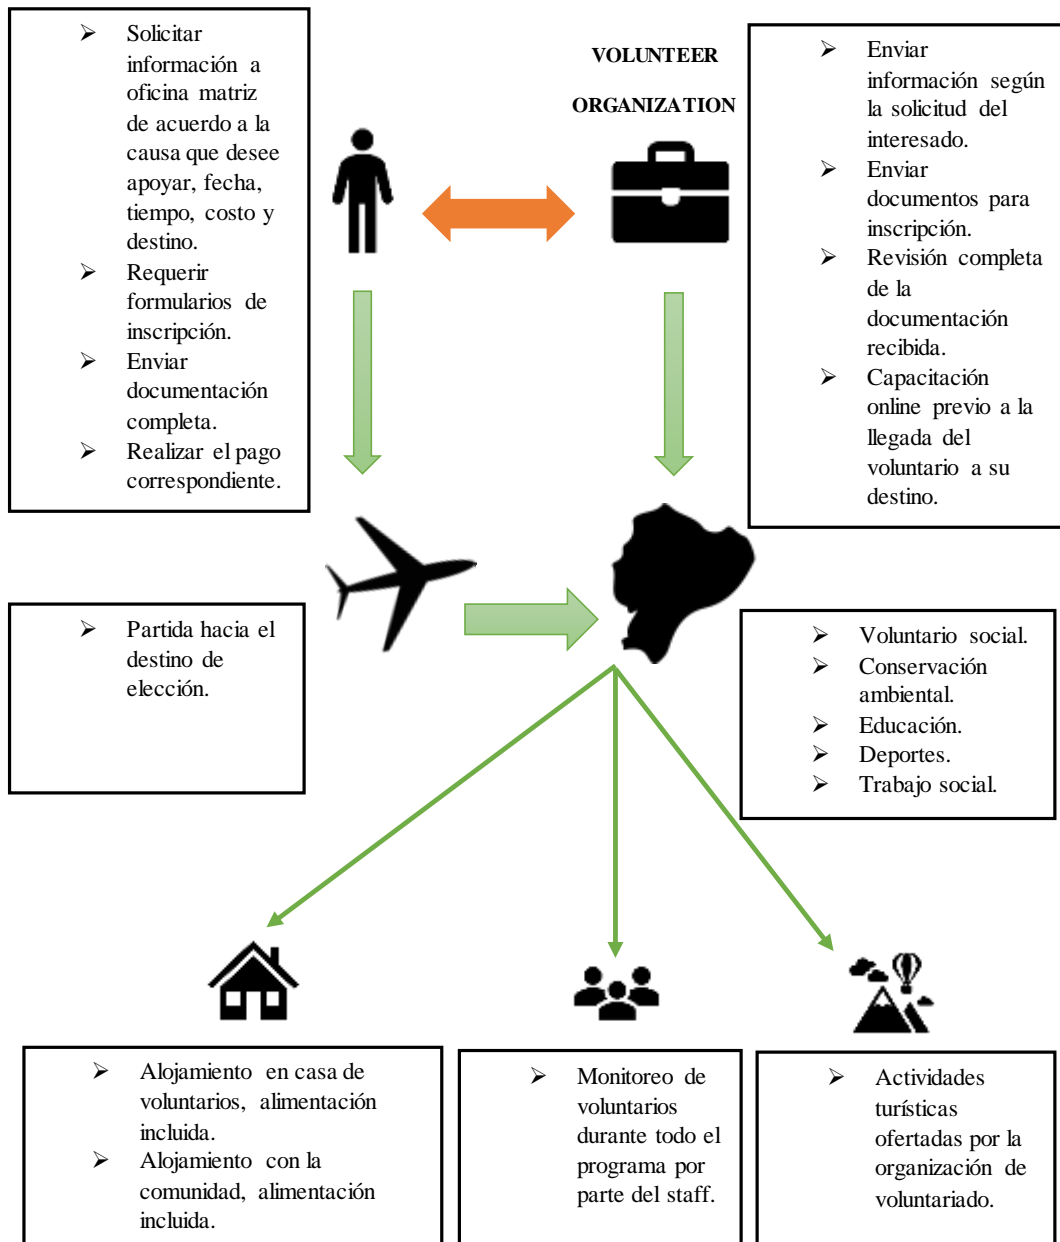 ➢ Solicitar
información a
oficina matriz
de acuerdo a la
causa que desee
apoyar, fecha,
tiempo, costo y
destino.
➢ Requerir
formularios de
inscripción.
➢ Enviar
documentación
completa.
➢ Realizar el pago
correspondiente.
VOLUNTEER
ORGANIZATION
➢ Enviar
información según
la solicitud del
interesado.
➢ Enviar
documentos para
inscripción.
➢ Revisión completa
de la
documentación
recibida.
➢ Capacitación
online previo a la
llegada del
voluntario a su
destino.
➢ Partida hacia el
destino de
elección.
➢ Voluntario social.
➢ Conservación
ambiental.
➢ Educación.
➢ Deportes.
➢ Trabajo social.
➢ Alojamiento en casa de
voluntarios, alimentación
incluida.
➢ Alojamiento con la
comunidad, alimentación
incluida.
➢ Monitoreo de
voluntarios
durante todo el
programa por
parte del staff.
➢ Actividades
turísticas
ofertadas por la
organización de
voluntariado.